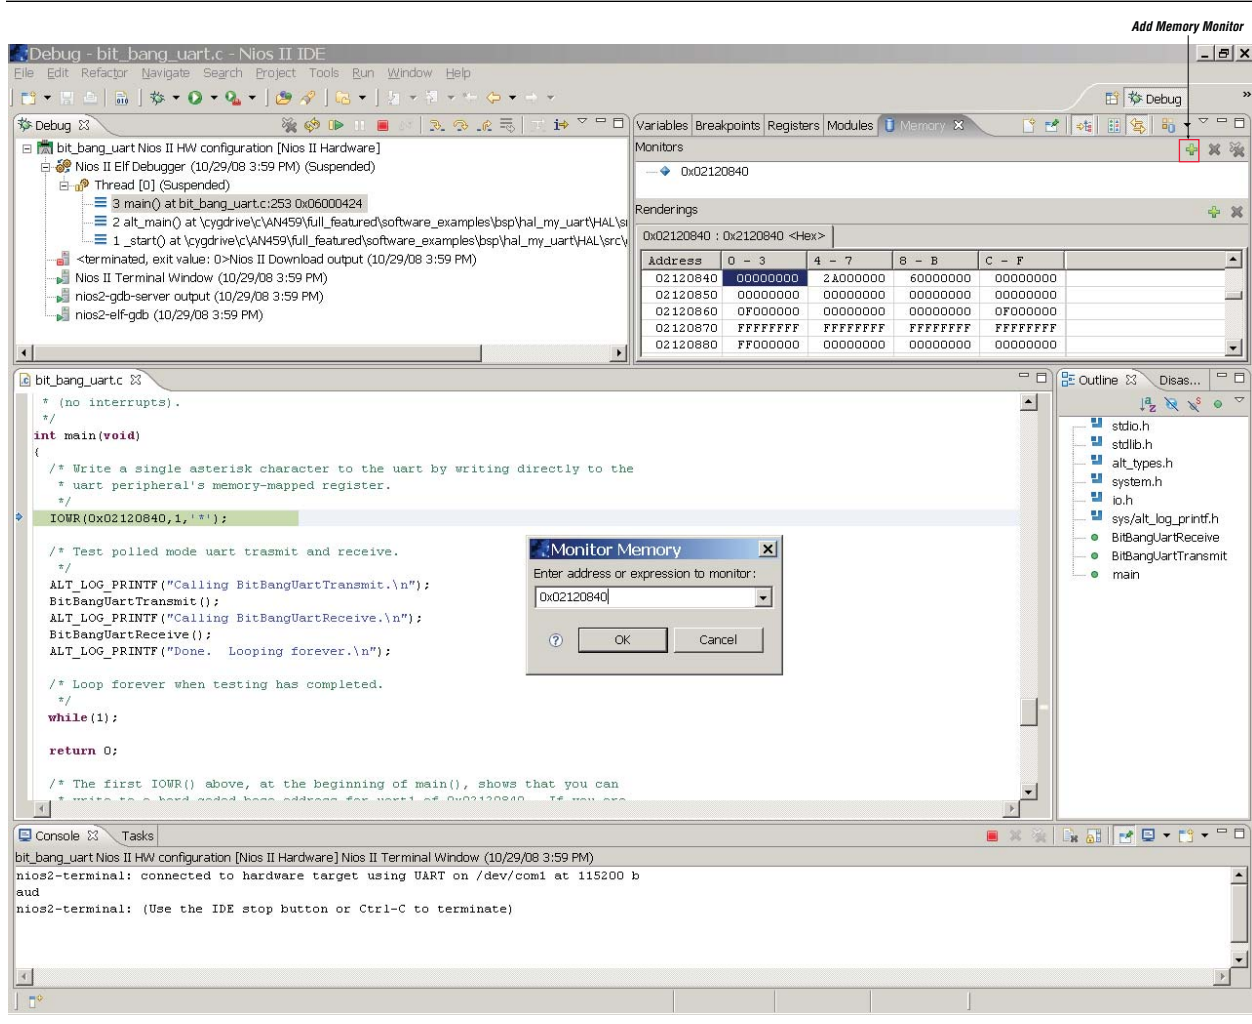 Add Memory Monitor
Debug - bit_bang_uart.c - Nios II IDE
File Edit Refactor Navigate Search Project Tools Run Window Help
Debug
Debug
bit_bang_uart Nios II HW configuration [Nios II Hardware]
Nios II Elf Debugger (10/29/08 3:59 PM) (Suspended)
Thread [0] (Suspended)
3 main() at bit_bang_uart.c:253 0x06000424
2 alt_main() at \cygdrive\c\AN459\full_featured\software_examples\bsp\hal_my_uart\HAL\s
1 _start() at \cygdrive\c\AN459\full_featured\software_examples\bsp\hal_my_uart\HAL\src\
<terminated, exit value: 0>Nios II Download output (10/29/08 3:59 PM)
Nios II Terminal Window (10/29/08 3:59 PM)
nios2-gdb-server output (10/29/08 3:59 PM)
nios2-elf-gdb (10/29/08 3:59 PM)
Variables Breakpoints Registers Modules Memory
Monitors
0x02120840
Renderings
0x02120840 : 0x2120840 <Hex>
Address 0 - 3 4 - 7 8 - B C - F
02120840 00000000 2A000000 60000000 00000000
02120850 00000000 00000000 00000000 00000000
02120860 0F000000 00000000 00000000 0F000000
02120870 FFFFFFFF FFFFFFFF FFFFFFFF FFFFFFFF
02120880 FF000000 00000000 00000000 00000000
bit_bang_uart.c
* (no interrupts).
*/
int main(void)
{
/* Write a single asterisk character to the uart by writing directly to the
* uart peripheral's memory-mapped register.
*/
IOWR(0x02120840,1,'*');
/* Test polled mode uart trasmit and receive.
*/
ALT_LOG_PRINTF("Calling BitBangUartTransmit.\n");
BitBangUartTransmit();
ALT_LOG_PRINTF("Calling BitBangUartReceive.\n");
BitBangUartReceive();
ALT_LOG_PRINTF("Done.  Looping forever.\n");
/* Loop forever when testing has completed.
*/
while(1);
return 0;
/* The first IOWR() above, at the beginning of main(), shows that you can
* write to a hard-coded base address for uart1 of 0x02120840.  If you are
Monitor Memory
Enter address or expression to monitor:
0x02120840
OK Cancel
Outline Disas...
stdio.h
stdlib.h
alt_types.h
system.h
io.h
sys/alt_log_printf.h
BitBangUartReceive
BitBangUartTransmit
main
Console Tasks
bit_bang_uart Nios II HW configuration [Nios II Hardware] Nios II Terminal Window (10/29/08 3:59 PM)
nios2-terminal: connected to hardware target using UART on /dev/com1 at 115200 b
aud
nios2-terminal: (Use the IDE stop button or Ctrl-C to terminate)